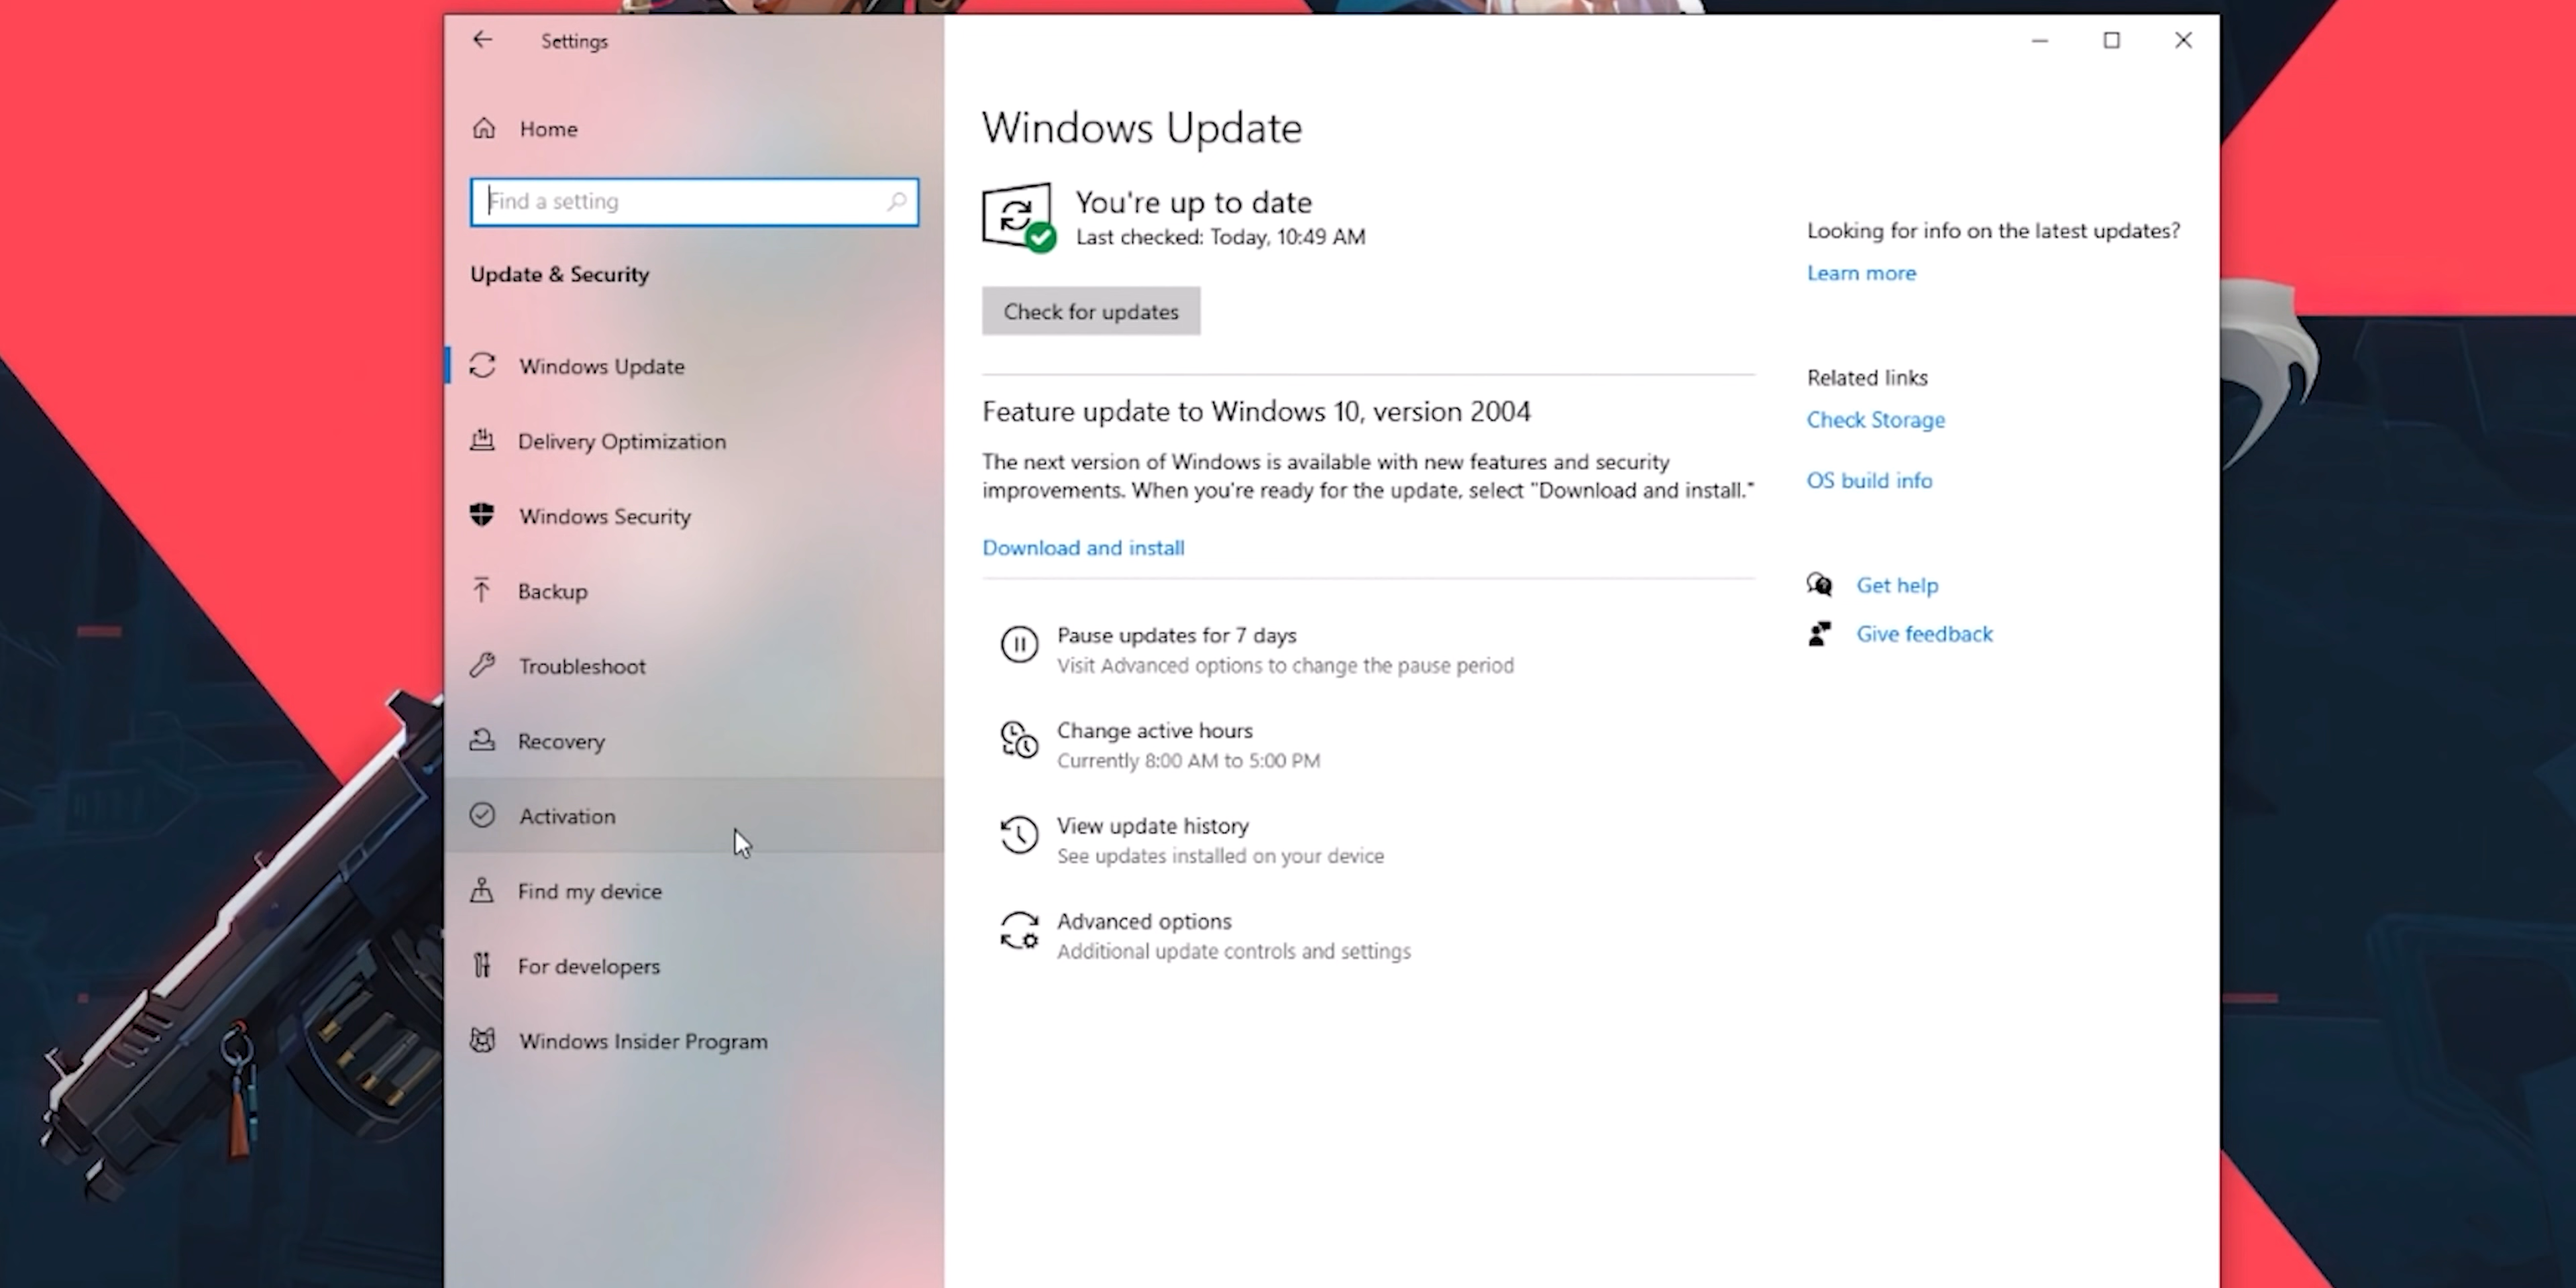 Settings
Home
Find a setting
Update & Security
Windows Update
Delivery Optimization
Windows Security
Backup
Troubleshoot
Recovery
Activation
Find my device
For developers
Windows Insider Program
Windows Update
You're up to date
Last checked: Today, 10:49 AM
Check for updates
Feature update to Windows 10, version 2004
The next version of Windows is available with new features and security
improvements. When you're ready for the update, select "Download and install."
Download and install
Pause updates for 7 days
Visit Advanced options to change the pause period
Change active hours
Currently 8:00 AM to 5:00 PM
View update history
See updates installed on your device
Advanced options
Additional update controls and settings
Looking for info on the latest updates?
Learn more
Related links
Check Storage
OS build info
Get help
Give feedback